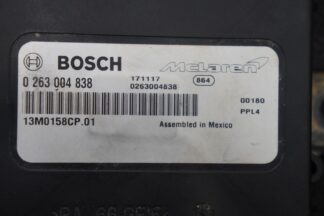 BOSCH
McLaren
0 263 004 838
171117
864
0263004838
00180
PPL4
13M0158CP.01
Assembled in Mexico